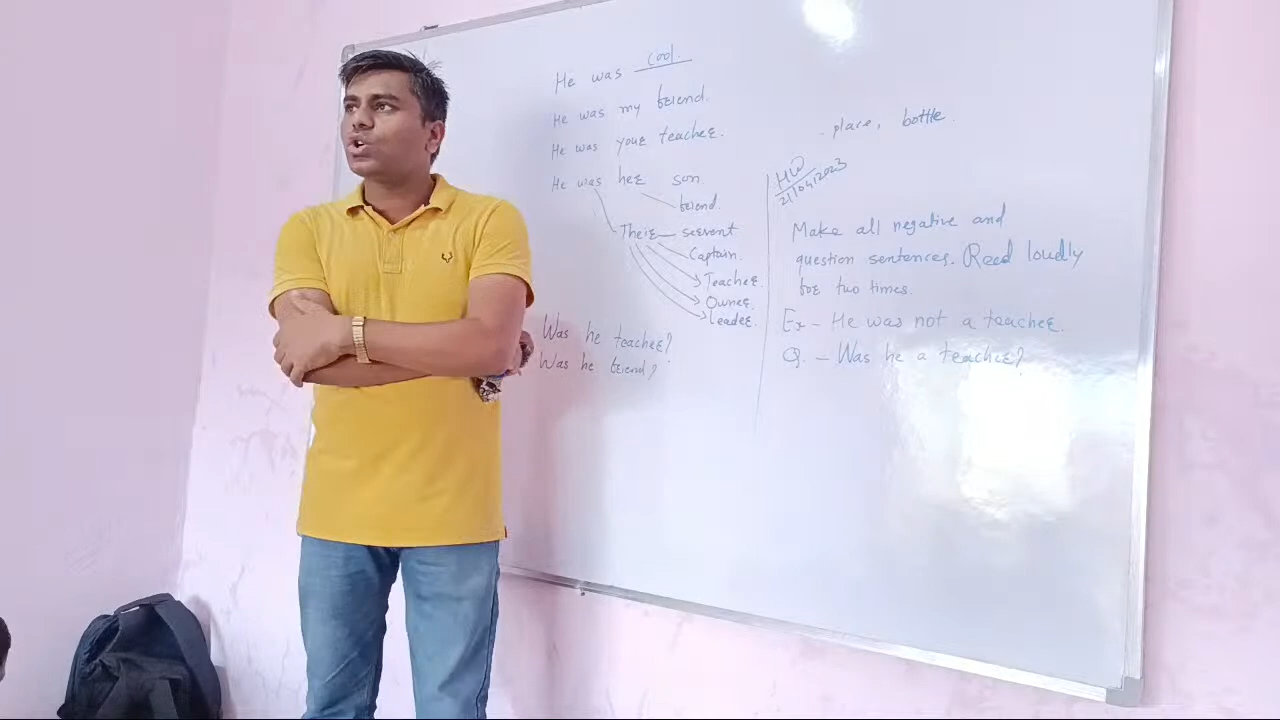 He was cool
He was my friend.
He was your teacher.
He was her son
friend.
Their servent
Captain.
Teacher
Owner
Leader
Was he teacher?
Was he friend?
place, bottle.
HW
21/04/2023
Make all negative and
question sentences. Read loudly
for two times.
Ex - He was not a teacher.
Q. - Was he a teacher?